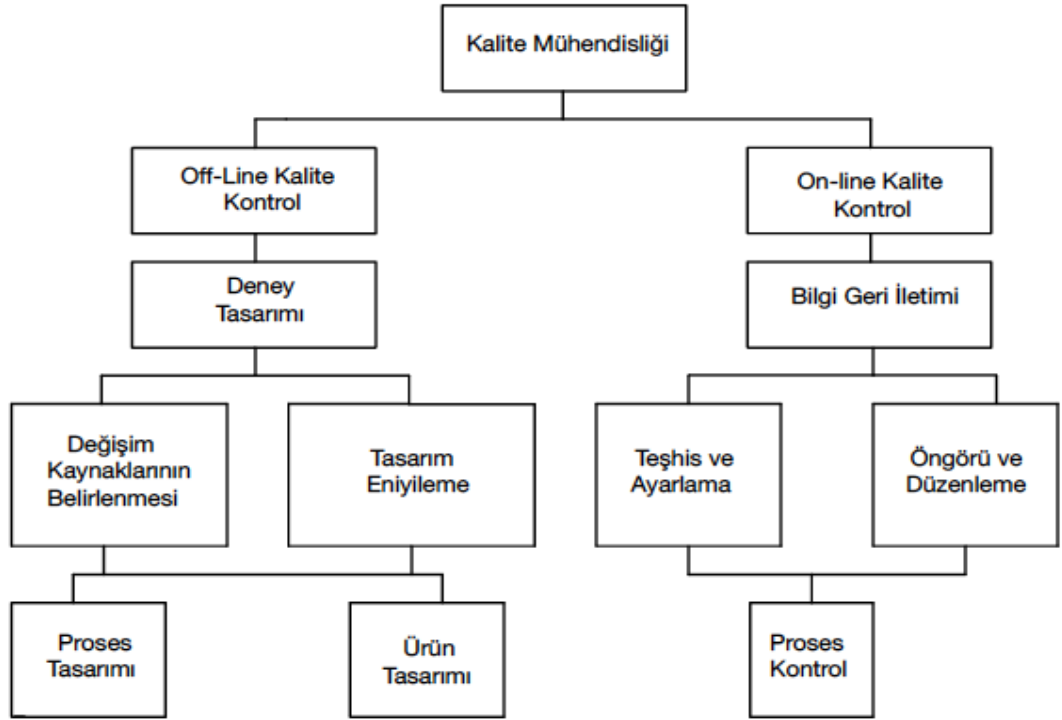 Kalite Mühendisliği
Off-Line Kalite
Kontrol
On-line Kalite
Kontrol
Deney
Tasarımı
Bilgi Geri İletimi
Değişim
Kaynaklarının
Belirlenmesi
Tasarım
Eniyileme
Teşhis ve
Ayarlama
Öngörü ve
Düzenleme
Proses
Tasarımı
Ürün
Tasarımı
Proses
Kontrol